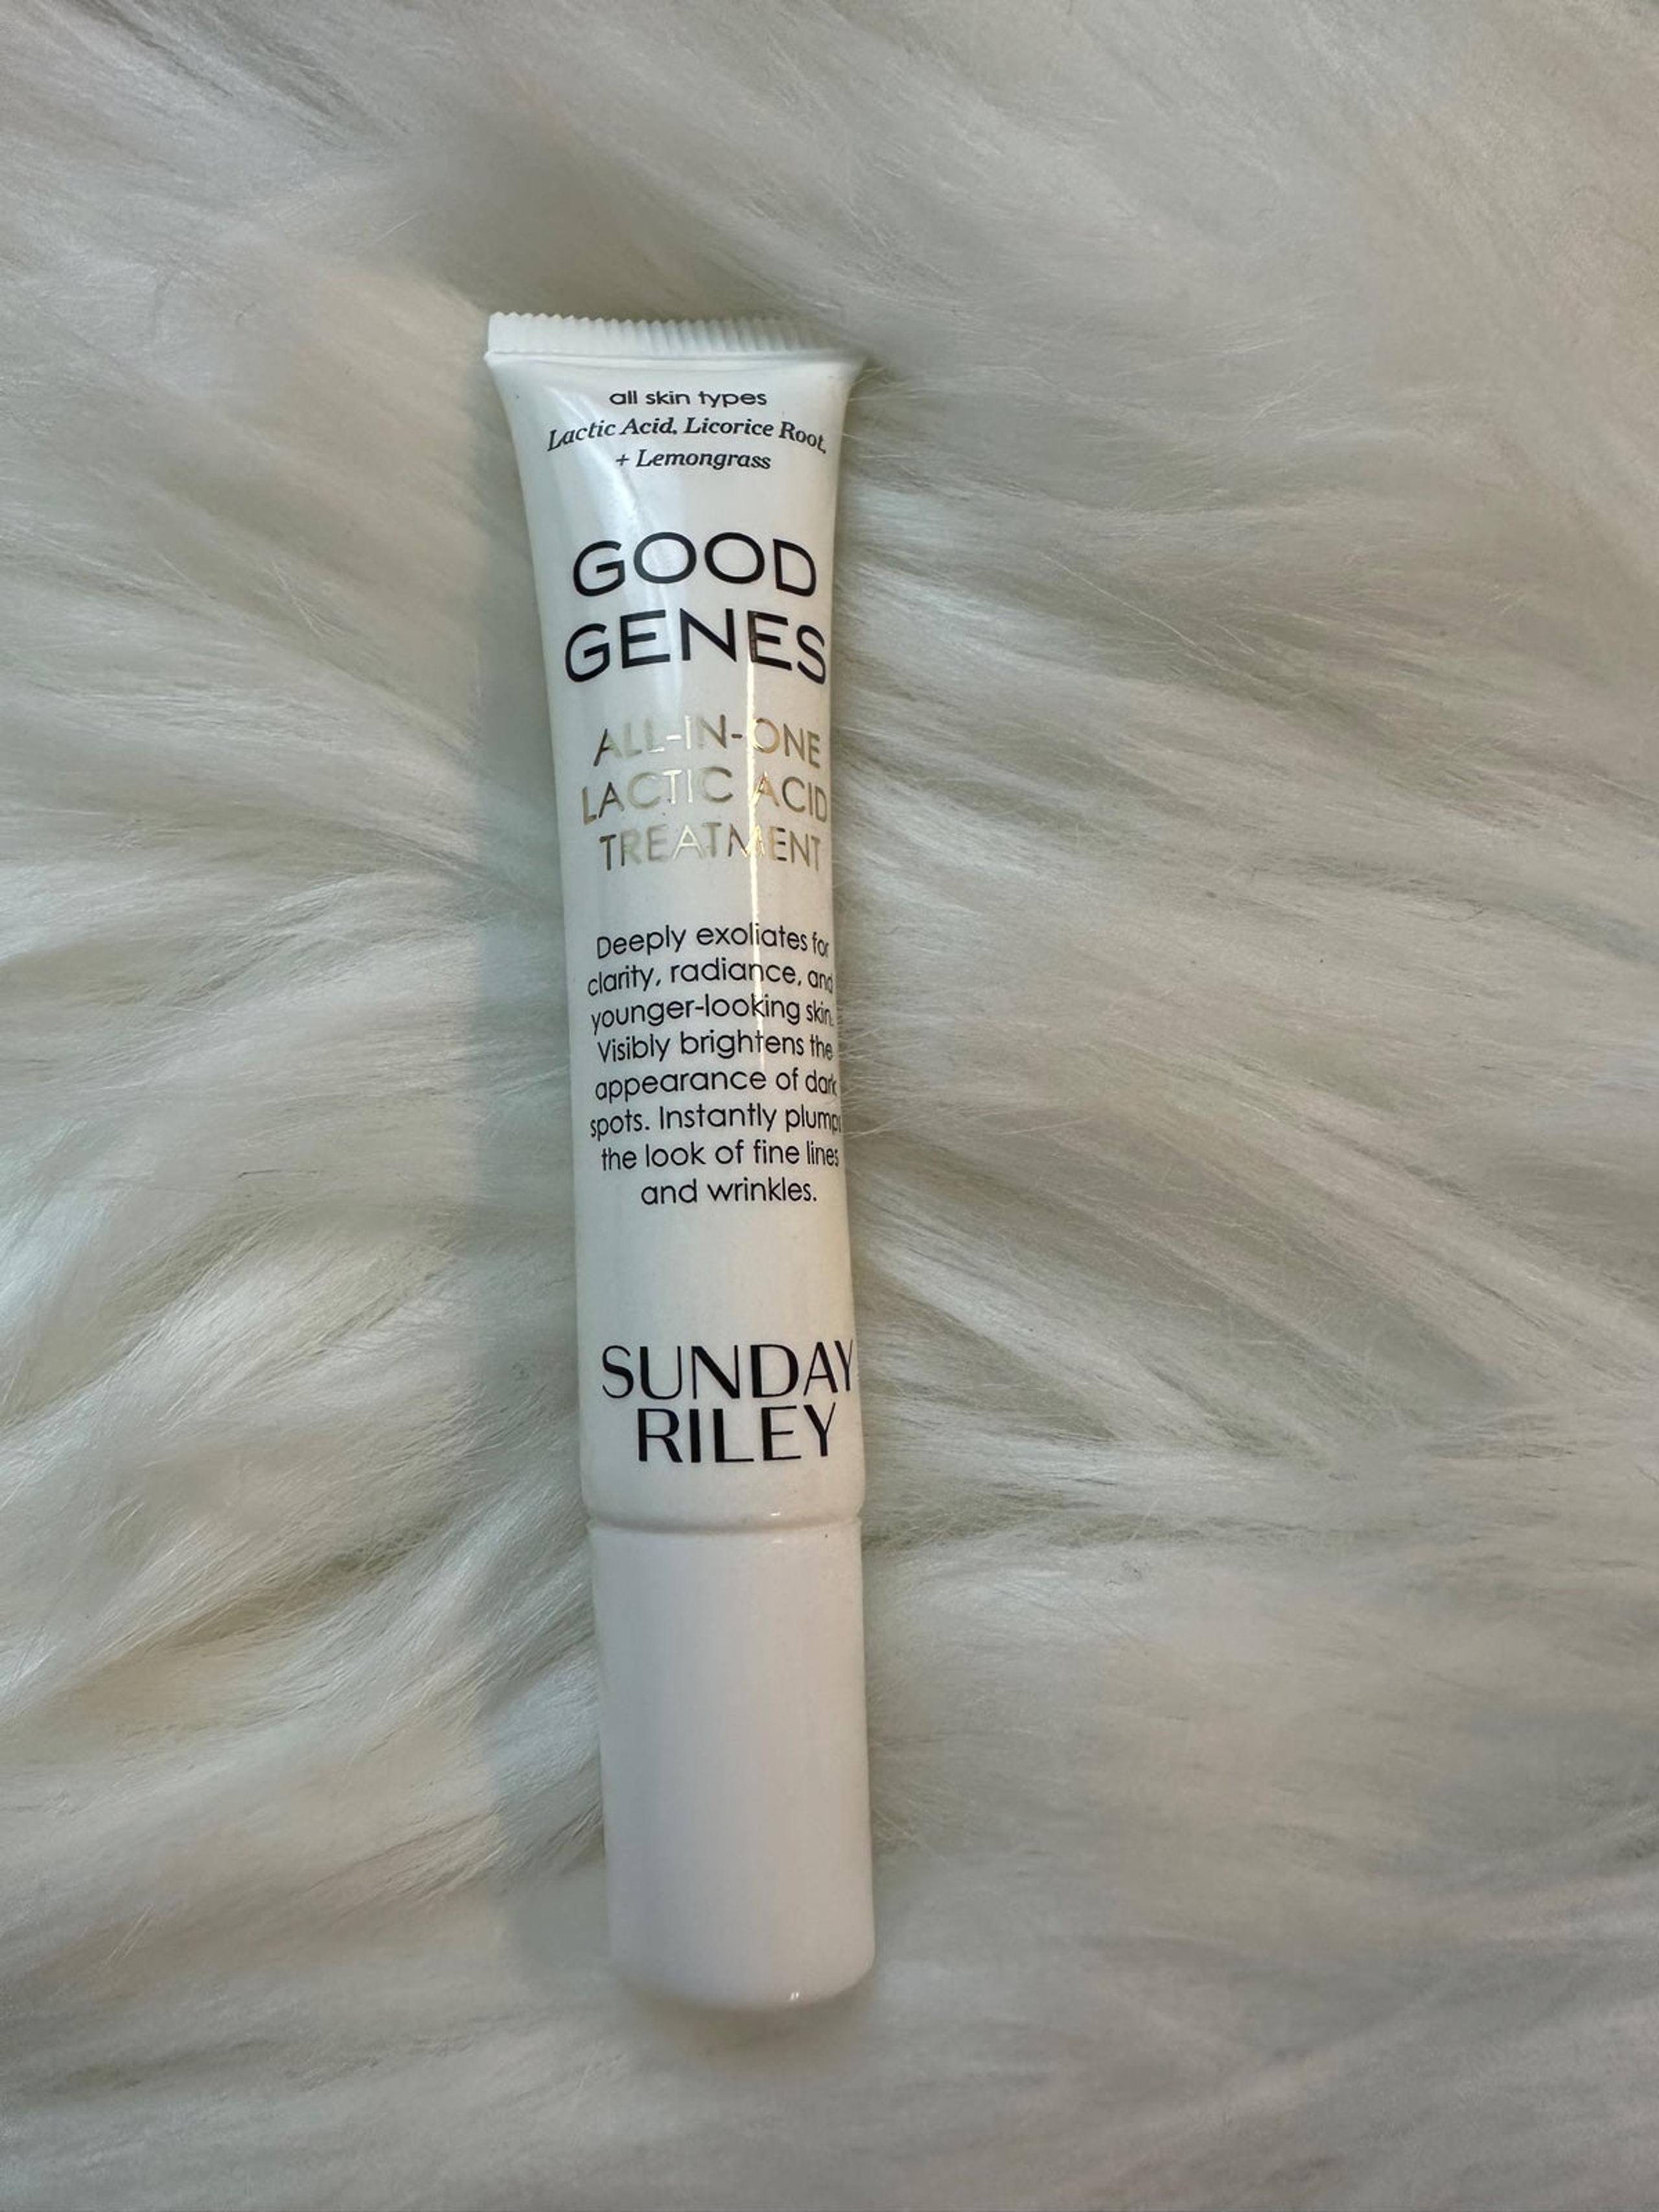 all skin types
Lactic Acid, Licorice Root,
+ Lemongrass
GOOD
GENES
ALL-IN-ONE
LACTIC ACID
TREATMENT
Deeply exoliates for
clarity, radiance, and
younger-looking skin.
Visibly brightens the
appearance of dark
spots. Instantly plumps
the look of fine lines
and wrinkles.
SUNDAY
RILEY